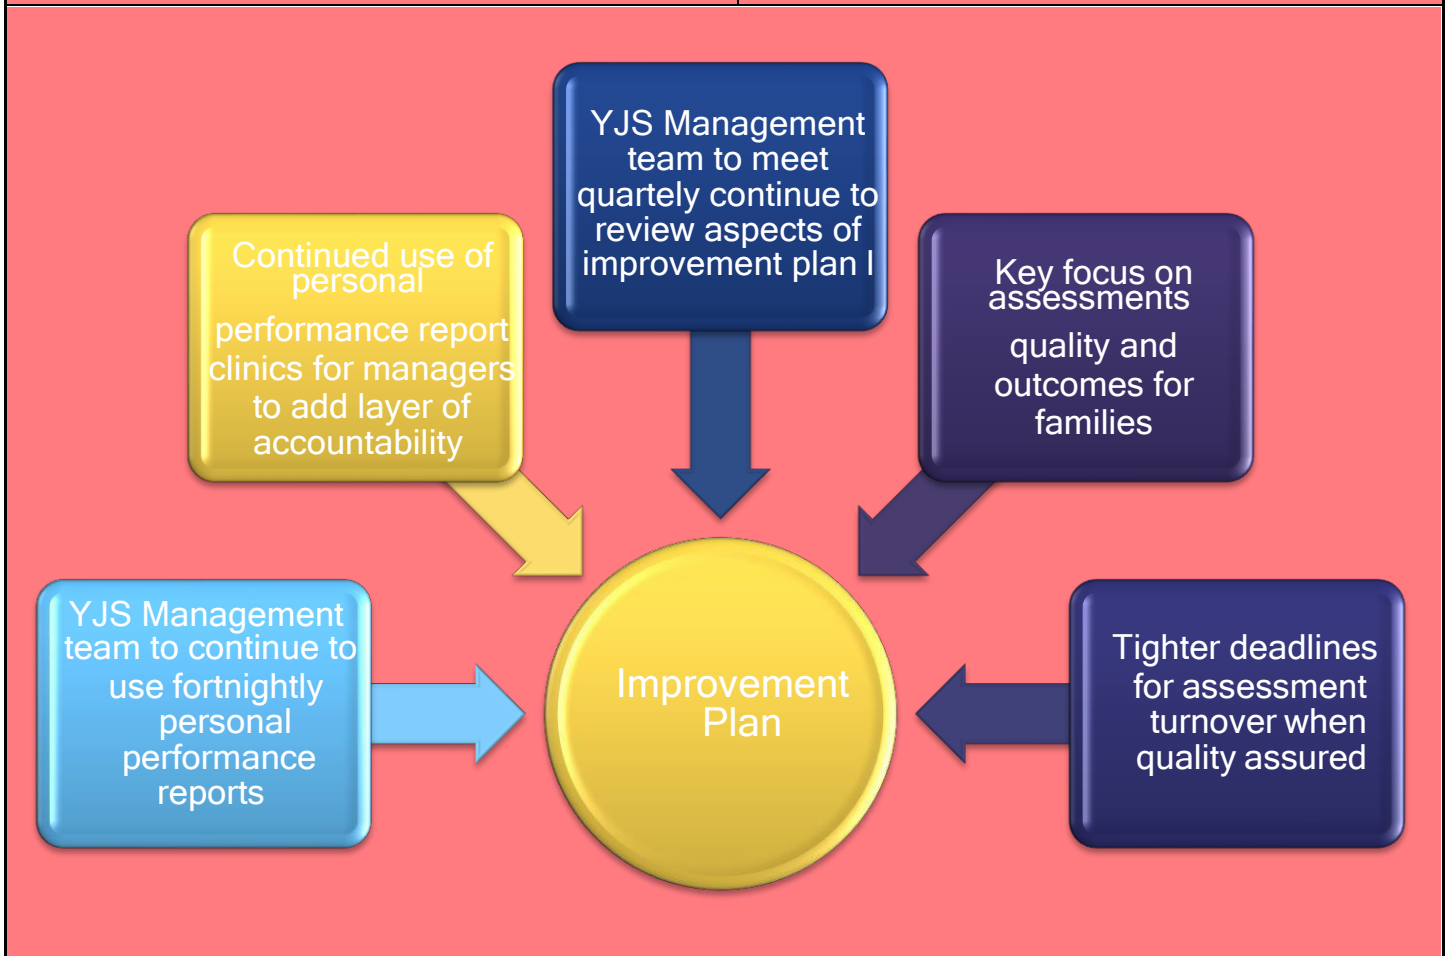 YJS Management
team to meet
quartely continue to
review aspects of
improvement plan l
Continued use of
personal
performance report
clinics for managers
to add layer of
accountability
Key focus on
assessments
quality and
outcomes for
families
YJS Management
team to continue to
use fortnightly
personal
performance
reports
Improvement
Plan
Tighter deadlines
for assessment
turnover when
quality assured